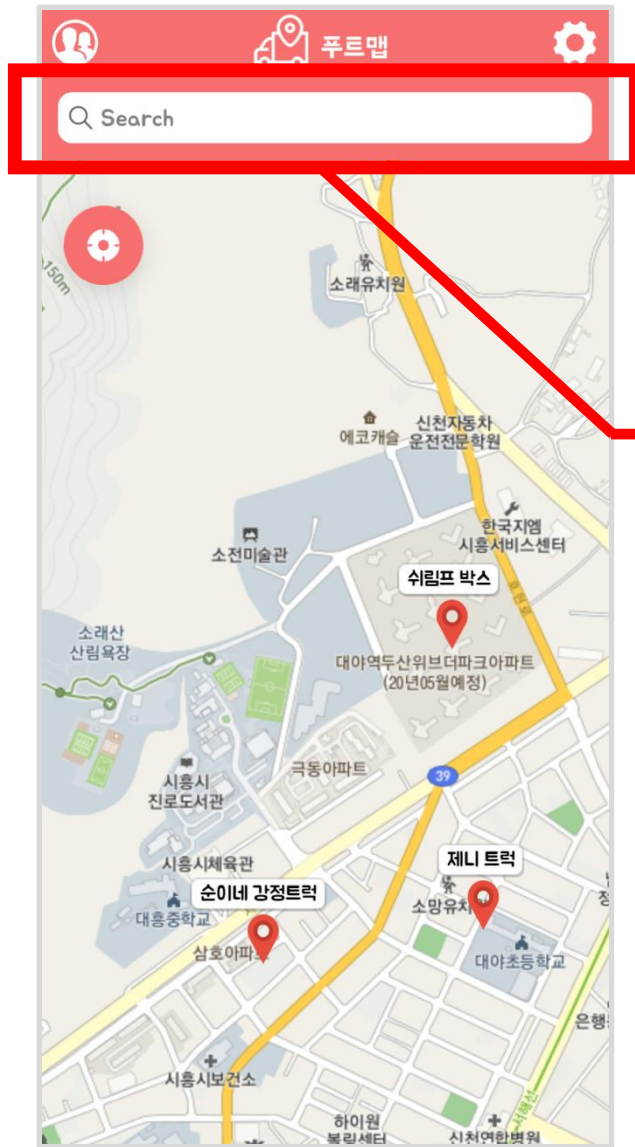 푸트맵
Search
150m
소래유치원
에코캐슬
신천자동차
운전전문학원
한국지엠
시흥서비스센터
소전미술관
쉬림프 박스
호현로
소래산
산림욕장
대야역두산위브더파크아파트
(20년05월예정)
극동아파트
39
시흥시
진로도서관
제니 트럭
시흥시체육관
순이네 강정트럭
소망유치
대흥중학교
삼호아파
대야초등학교
은행
시흥시보건소
서해선
하이원
신천연합병원